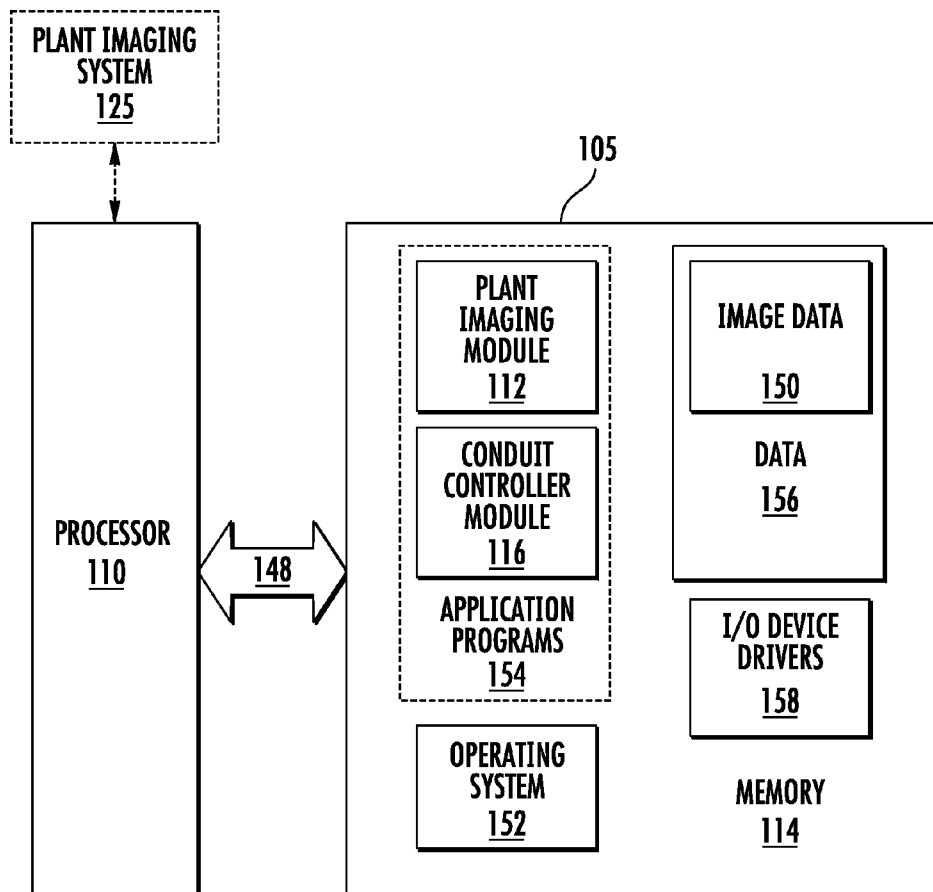 PLANT IMAGING
SYSTEM
125
105
PLANT
IMAGING
MODULE
112
IMAGE DATA
150
CONDUIT
CONTROLLER
MODULE
116
DATA
156
PROCESSOR
110
148
APPLICATION
PROGRAMS
154
I/O DEVICE
DRIVERS
158
OPERATING
SYSTEM
152
MEMORY
114